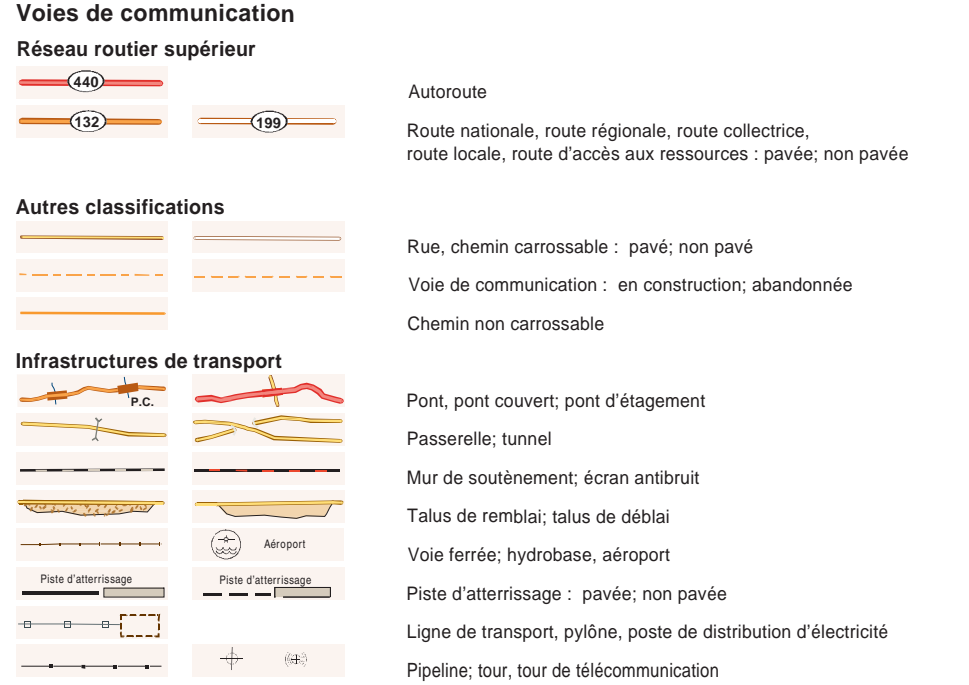 Voies de communication
Réseau routier supérieur
440
Autoroute
132
199
Route nationale, route régionale, route collectrice,
route locale, route d'accès aux ressources : pavée; non pavée
Autres classifications
Rue, chemin carrossable : pavé; non pavé
Voie de communication : en construction; abandonnée
Chemin non carrossable
Infrastructures de transport
P.C.
Pont, pont couvert; pont d'étagement
Passerelle; tunnel
Mur de soutènement; écran antibruit
Talus de remblai; talus de déblai
Aéroport
Voie ferrée; hydrobase, aéroport
Piste d'atterrissage
Piste d'atterrissage
Piste d'atterrissage : pavée; non pavée
Ligne de transport, pylône, poste de distribution d'électricité
Pipeline; tour, tour de télécommunication